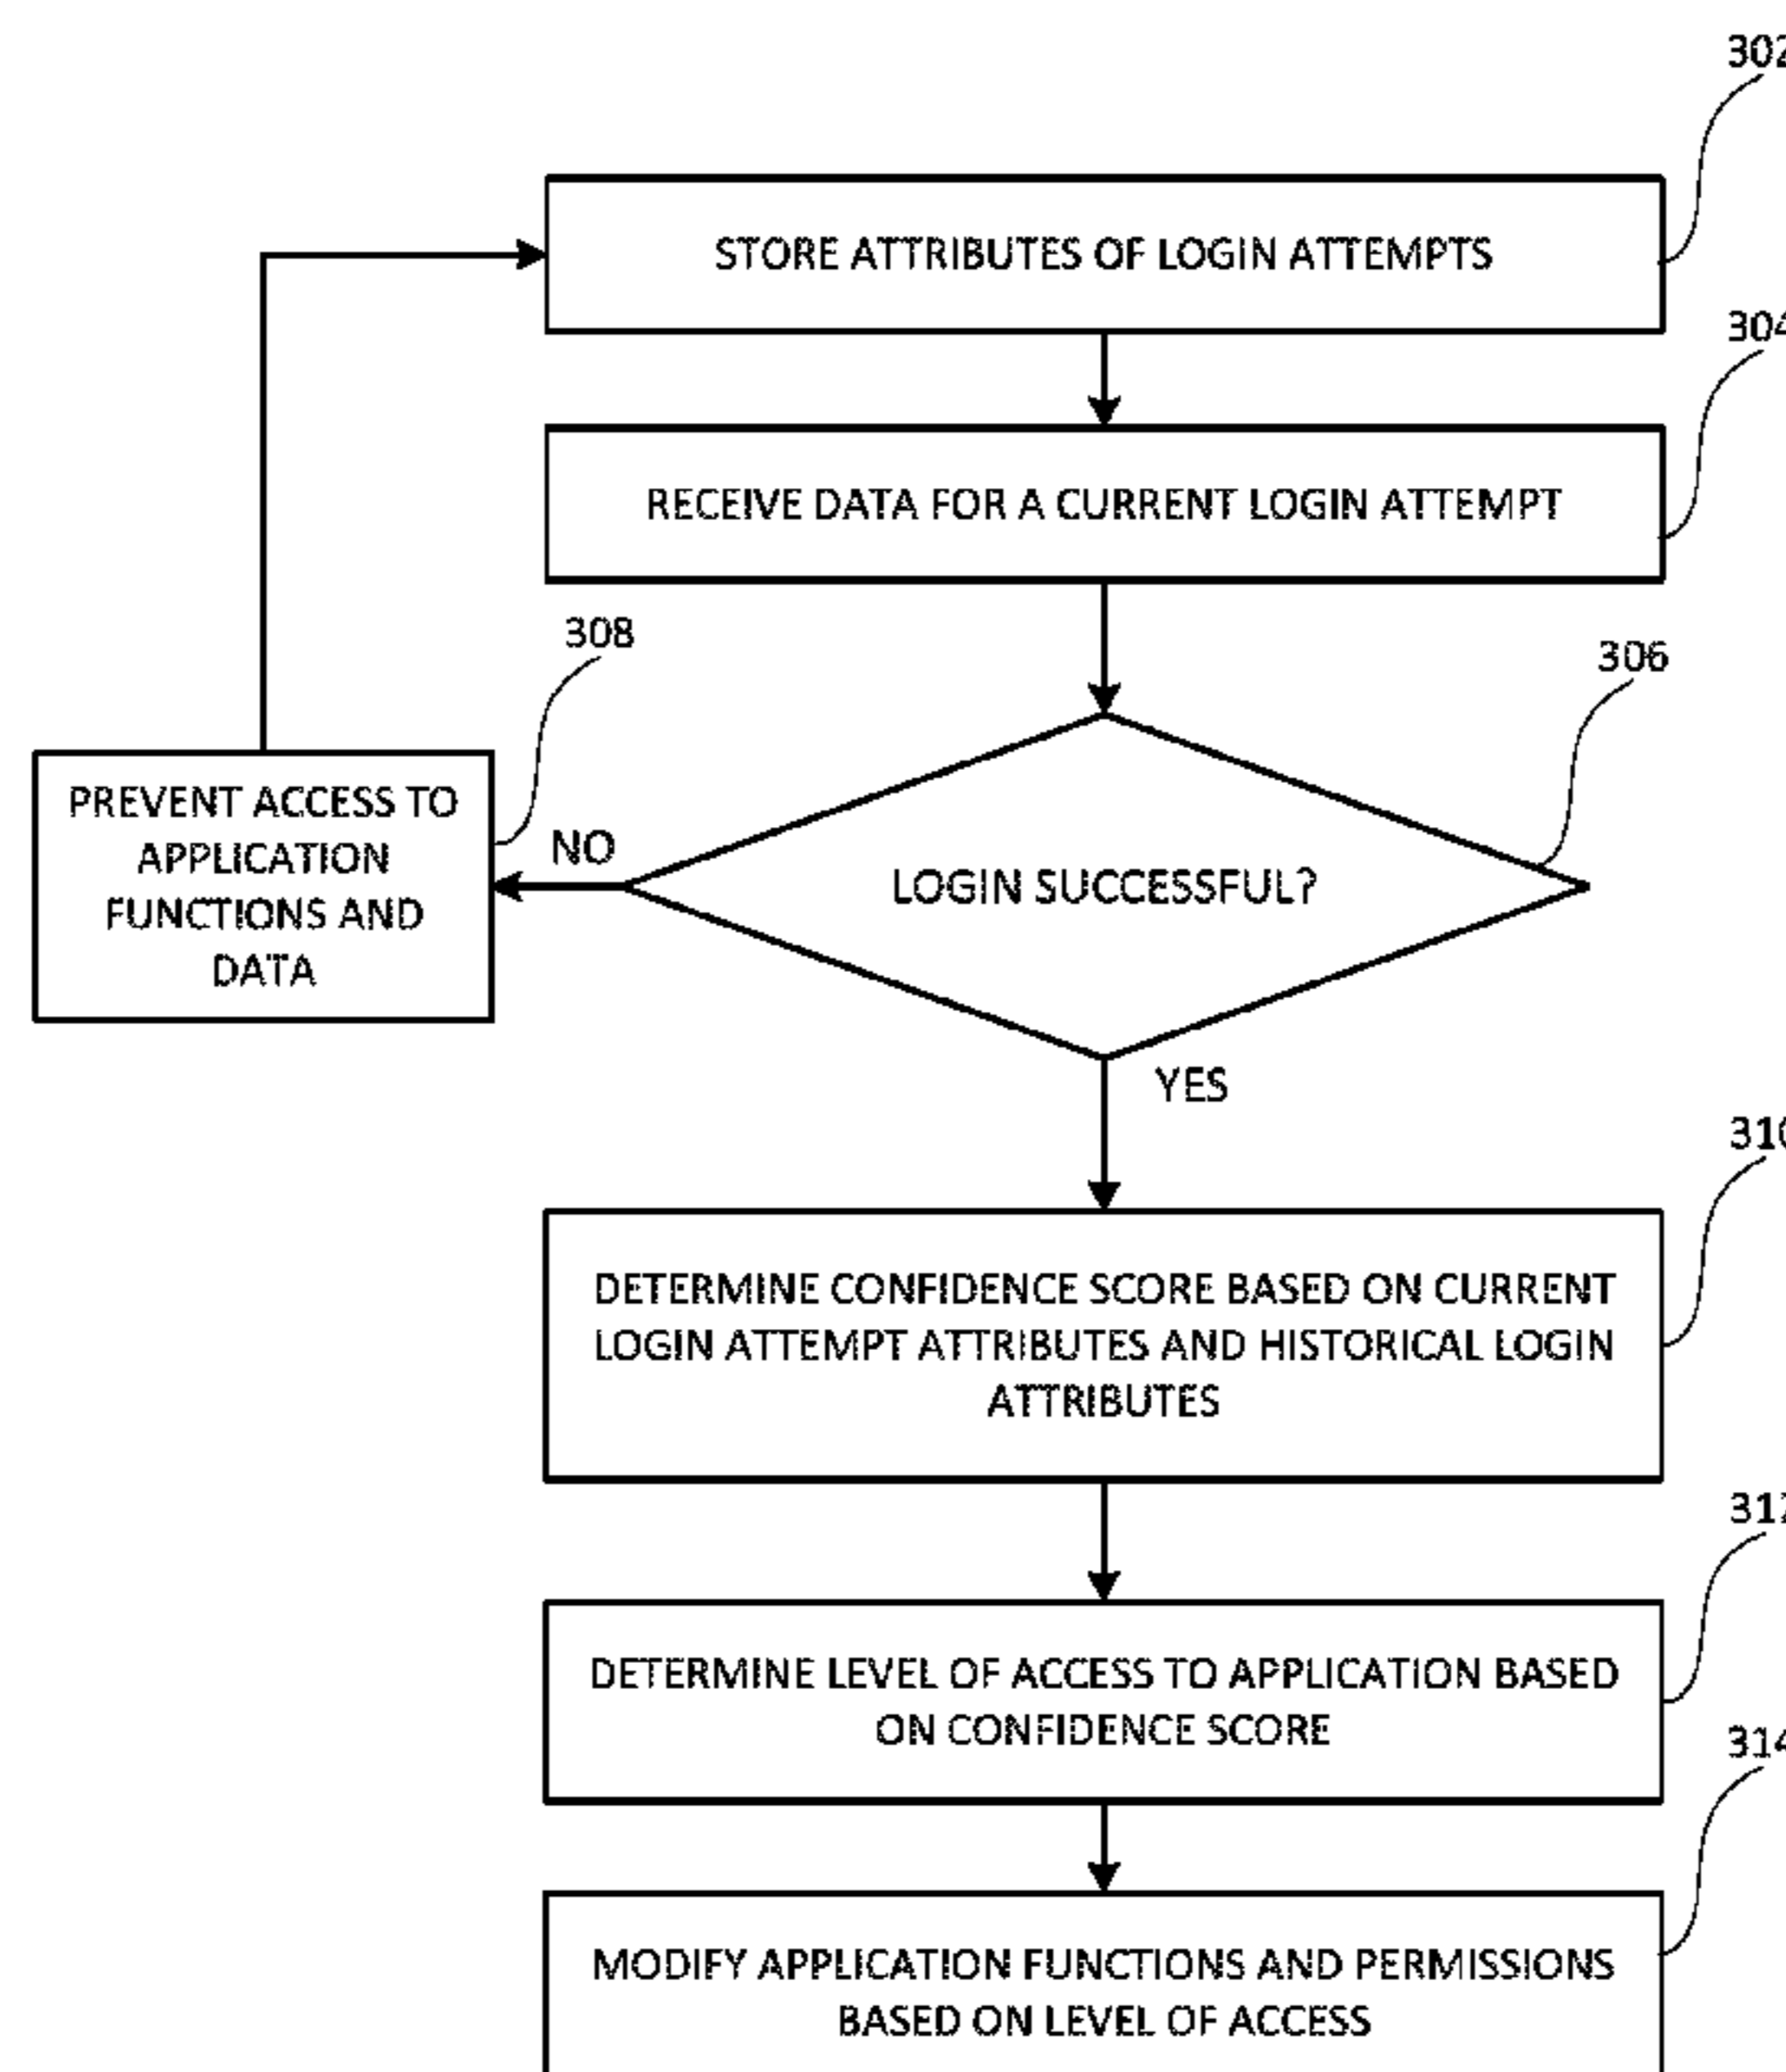 302
STORE ATTRIBUTES OF LOGIN ATTEMPTS
304
RECEIVE DATA FOR A CURRENT LOGIN ATTEMPT
308
306
PREVENT ACCESS TO
APPLICATION
FUNCTIONS AND
DATA
NO
LOGIN SUCCESSFUL?
YES
310
DETERMINE CONFIDENCE SCORE BASED ON CURRENT
LOGIN ATTEMPT ATTRIBUTES AND HISTORICAL LOGIN
ATTRIBUTES
312
DETERMINE LEVEL OF ACCESS TO APPLICATION BASED
ON CONFIDENCE SCORE
314
MODIFY APPLICATION FUNCTIONS AND PERMISSIONS
BASED ON LEVEL OF ACCESS